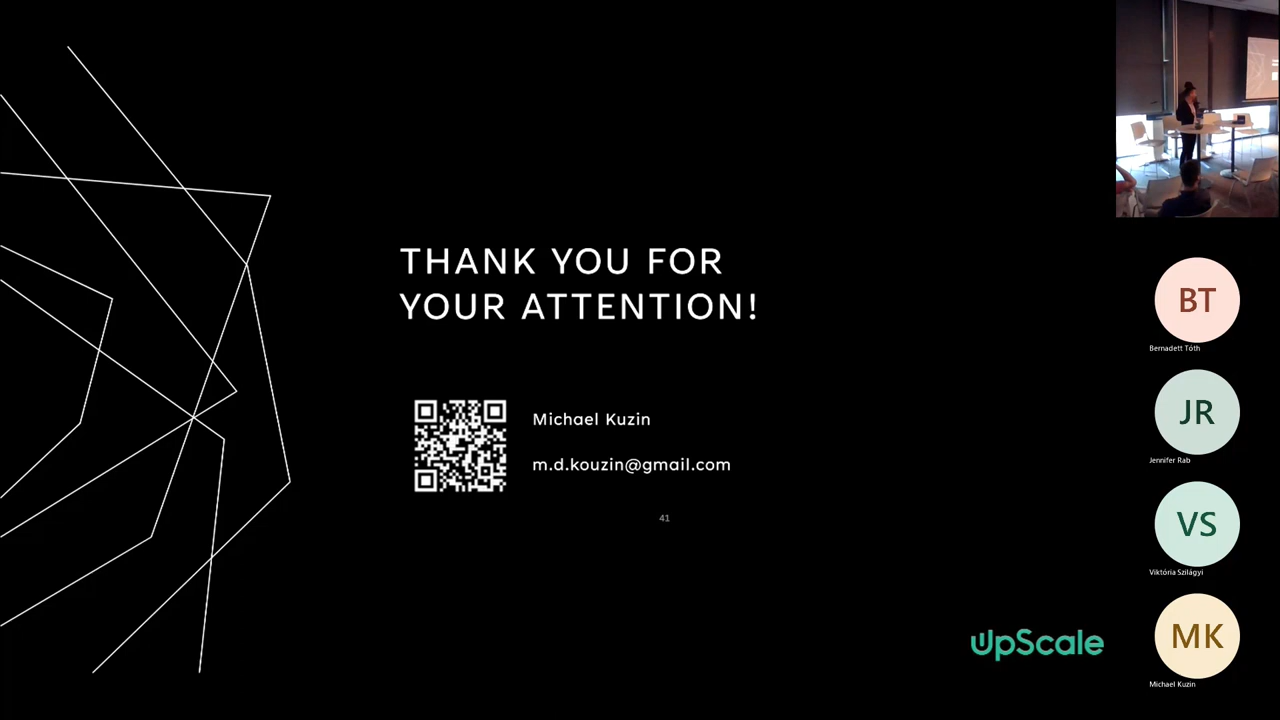 THANK YOU FOR
YOUR ATTENTION!
Michael Kuzin
m.d.kouzin@gmail.com
41
UpScale
BT
Bernadett Tóth
JR
Jennifer Rab
VS
Viktória Szilágyi
MK
Michael Kuzin